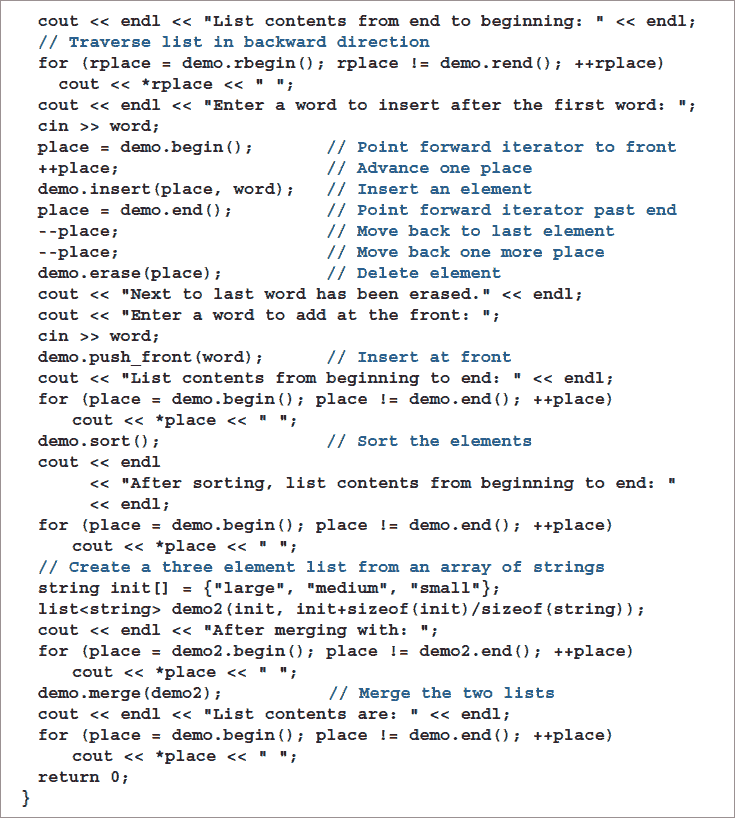 cout << endl << "List contents from end to beginning: " << endl;
// Traverse list in backward direction
for (rplace = demo.rbegin(); rplace != demo.rend(); ++rplace)
cout << *rplace << " ";
cout << endl << "Enter a word to insert after the first word: ";
cin >> word;
place = demo.begin(); // Point forward iterator to front
++place; // Advance one place
demo.insert(place, word); // Insert an element
place = demo.end(); // Point forward iterator past end
--place; // Move back to last element
--place; // Move back one more place
demo.erase(place); // Delete element
cout << "Next to last word has been erased." << endl;
cout << "Enter a word to add at the front: ";
cin >> word;
demo.push_front(word); // Insert at front
cout << "List contents from beginning to end: " << endl;
for (place = demo.begin(); place != demo.end(); ++place)
cout << *place << " ";
demo.sort(); // Sort the elements
cout << endl
<< "After sorting, list contents from beginning to end: "
<< endl;
for (place = demo.begin(); place != demo.end(); ++place)
cout << *place << " ";
// Create a three element list from an array of strings
string init[] = {"large", "medium", "small"};
list<string> demo2(init, init+sizeof(init)/sizeof(string));
cout << endl << "After merging with: ";
for (place = demo2.begin(); place != demo2.end(); ++place)
cout << *place << " ";
demo.merge(demo2); // Merge the two lists
cout << endl << "List contents are: " << endl;
for (place = demo.begin(); place != demo.end(); ++place)
cout << *place << " ";
return 0;
}